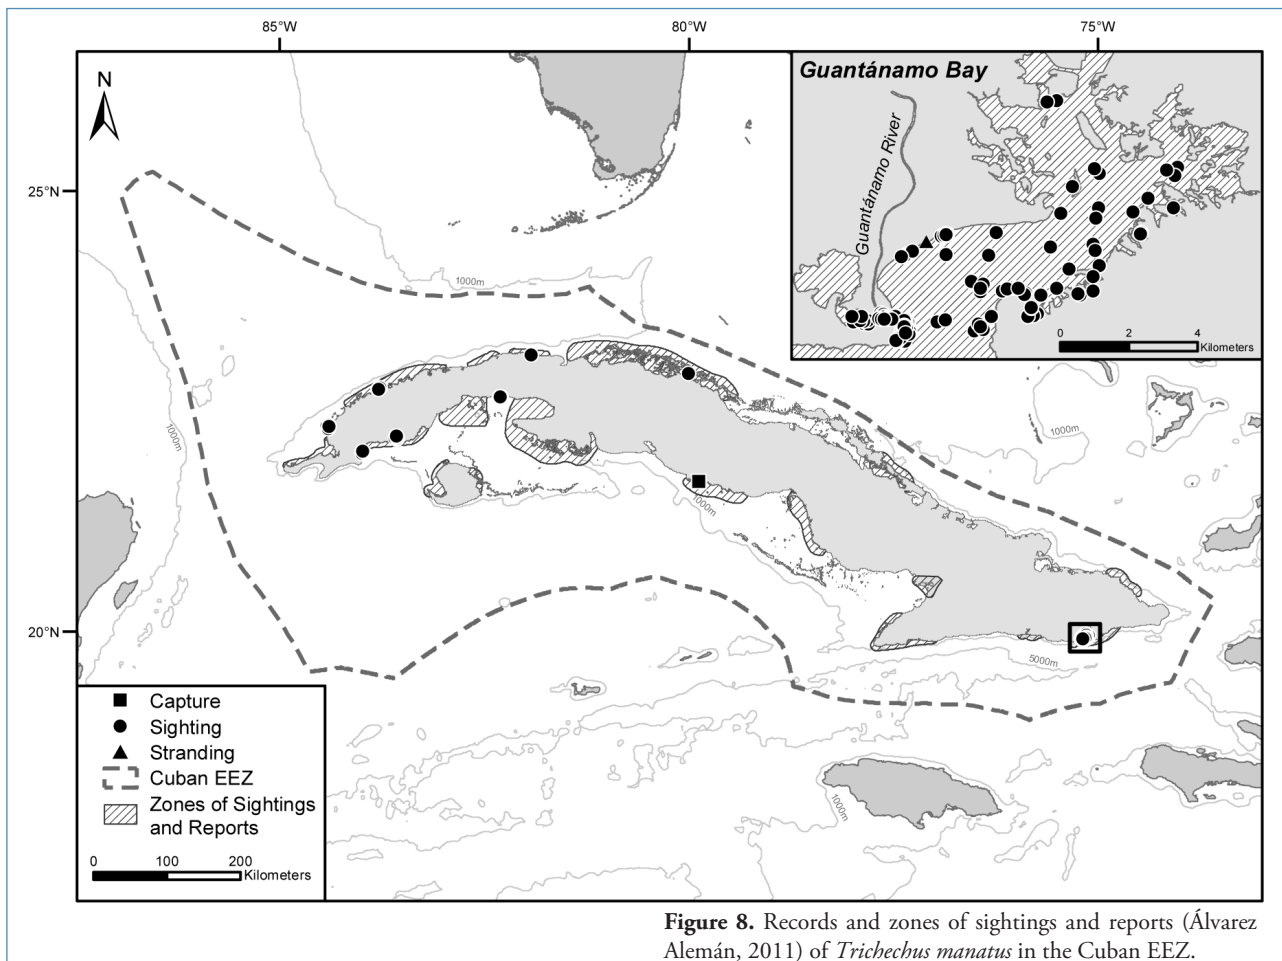 85°W 80°W 75°W
N
Guantánamo Bay
Guantánamo River
25°N
1000m
1000m
1000m
0 2 4
Kilometers
1000m
20°N
5000m
1000m
Capture
Sighting
Stranding
Cuban EEZ
Zones of Sightings
and Reports
0 100 200
Kilometers
Figure 8. Records and zones of sightings and reports (Álvarez
Alemán, 2011) of Trichechus manatus in the Cuban EEZ.